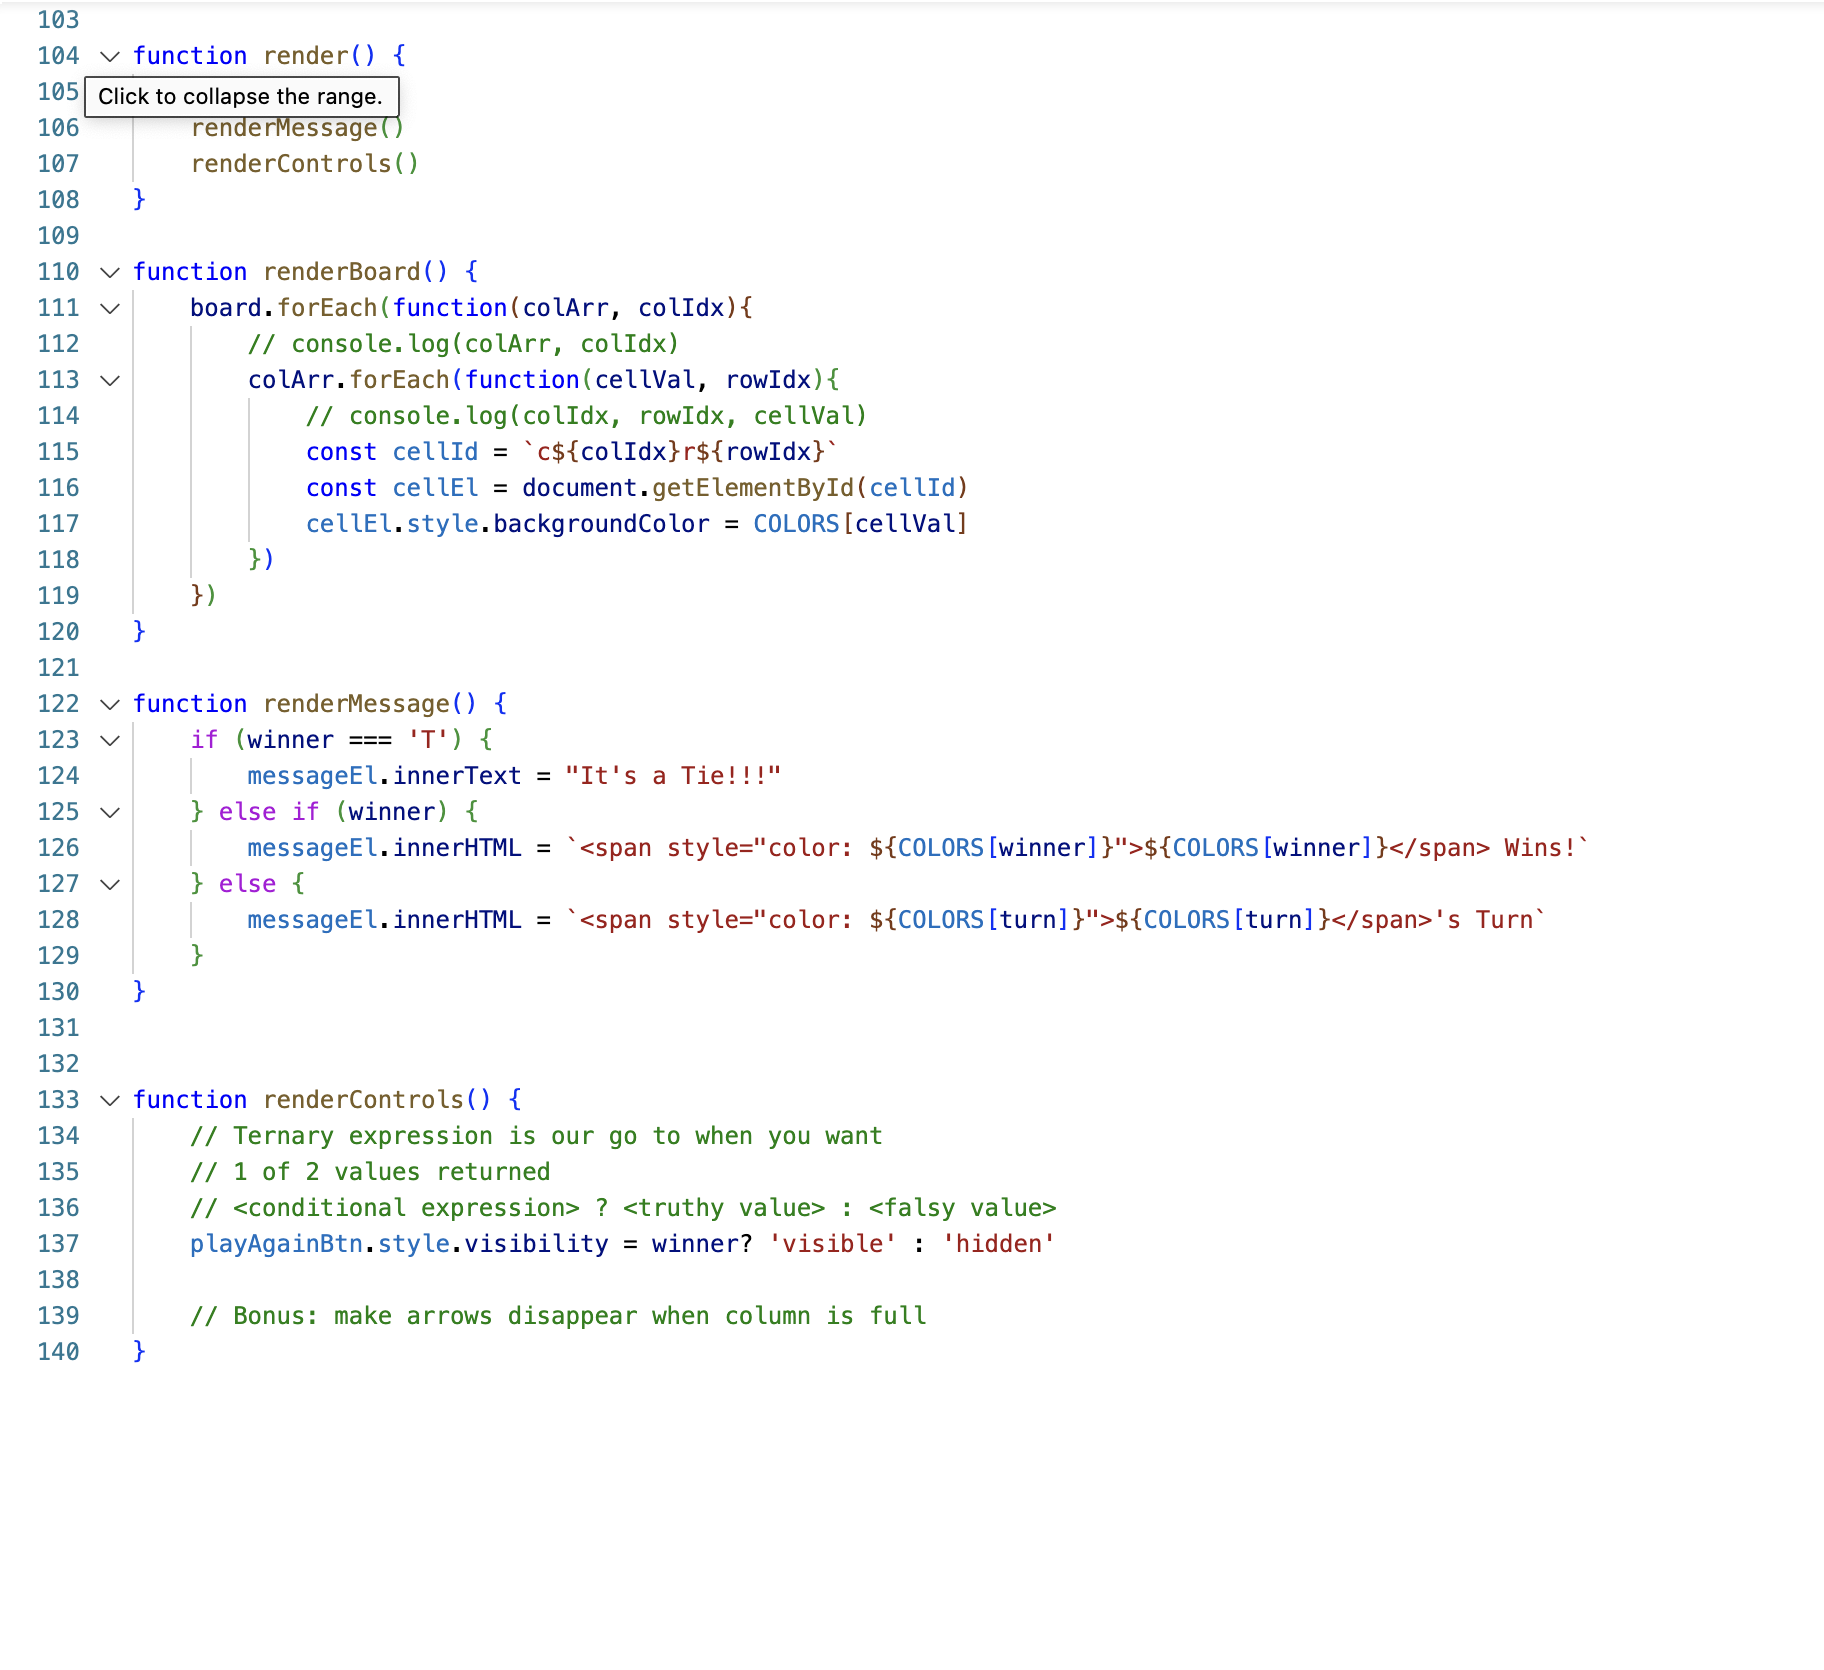 103
104 function render() {
105 Click to collapse the range.
106     renderMessage()
107     renderControls()
108 }
109
110 function renderBoard() {
111     board.forEach(function(colArr, colIdx){
112         // console.log(colArr, colIdx)
113         colArr.forEach(function(cellVal, rowIdx){
114             // console.log(colIdx, rowIdx, cellVal)
115             const cellId = `c${colIdx}r${rowIdx}`
116             const cellEl = document.getElementById(cellId)
117             cellEl.style.backgroundColor = COLORS[cellVal]
118         })
119     })
120 }
121
122 function renderMessage() {
123     if (winner === 'T') {
124         messageEl.innerText = "It's a Tie!!!"
125     } else if (winner) {
126         messageEl.innerHTML = `<span style="color: ${COLORS[winner]}">${COLORS[winner]}</span> Wins!`
127     } else {
128         messageEl.innerHTML = `<span style="color: ${COLORS[turn]}">${COLORS[turn]}</span>'s Turn`
129     }
130 }
131
132
133 function renderControls() {
134     // Ternary expression is our go to when you want
135     // 1 of 2 values returned
136     // <conditional expression> ? <truthy value> : <falsy value>
137     playAgainBtn.style.visibility = winner? 'visible' : 'hidden'
138
139     // Bonus: make arrows disappear when column is full
140 }